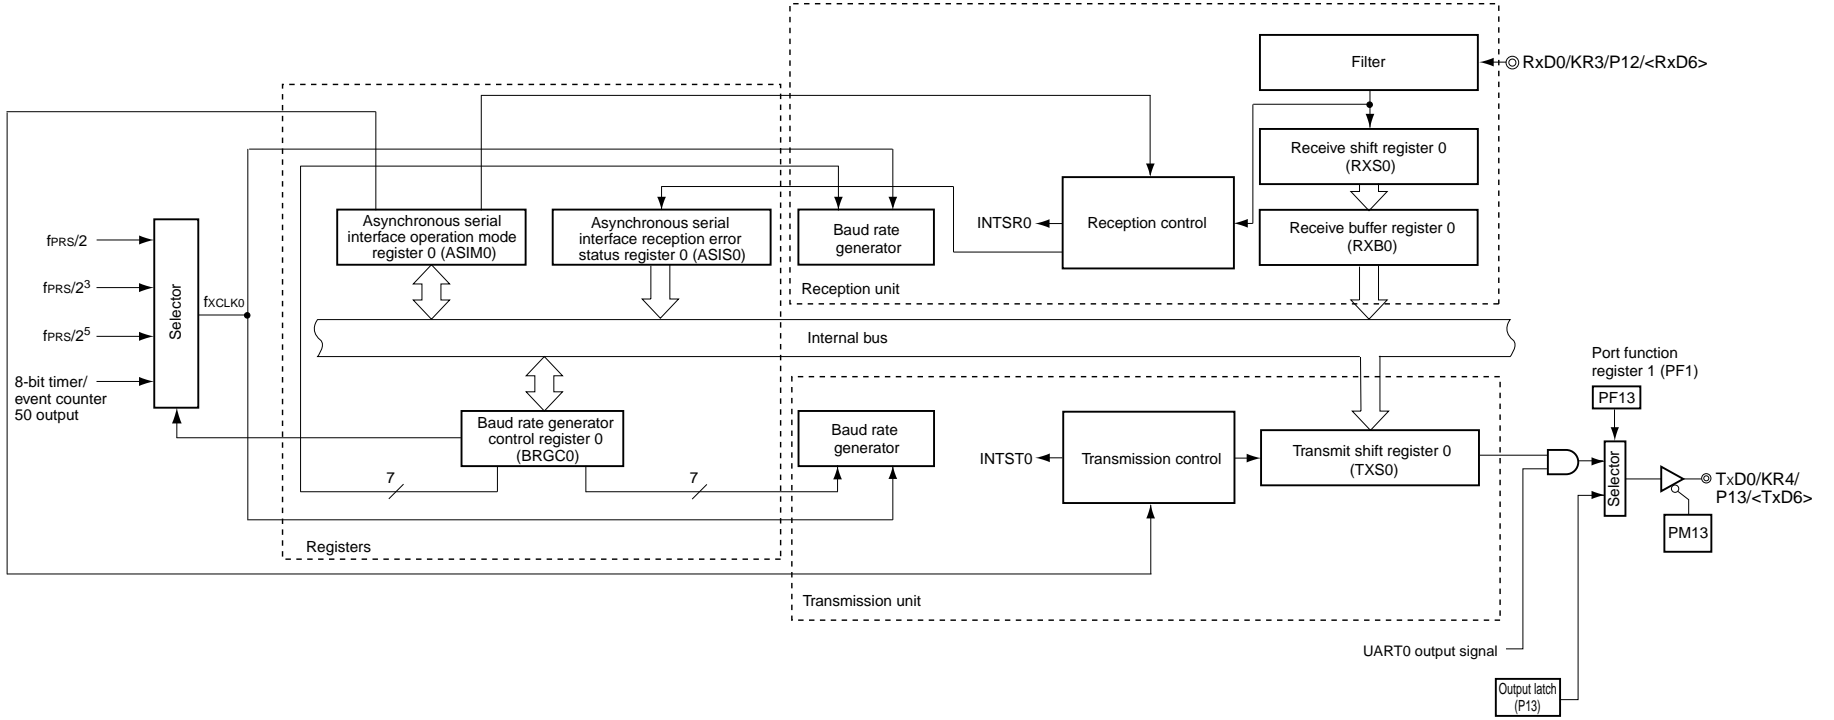 Filter
RxD0/KR3/P12/<RxD6>
Receive shift register 0
(RXS0)
Asynchronous serial
interface operation mode
register 0 (ASIM0)
Asynchronous serial
interface reception error
status register 0 (ASIS0)
Baud rate
generator
INTSR0
Reception control
Receive buffer register 0
(RXB0)
Reception unit
fPRS/2
fPRS/2³
fPRS/2⁵
8-bit timer/
event counter
50 output
Selector
fXCLK0
Internal bus
Port function
register 1 (PF1)
PF13
Baud rate generator
control register 0
(BRGC0)
7
7
Baud rate
generator
INTST0
Transmission control
Transmit shift register 0
(TXS0)
Selector
TxD0/KR4/
P13/<TxD6>
PM13
Registers
Transmission unit
UART0 output signal
Output latch
(P13)